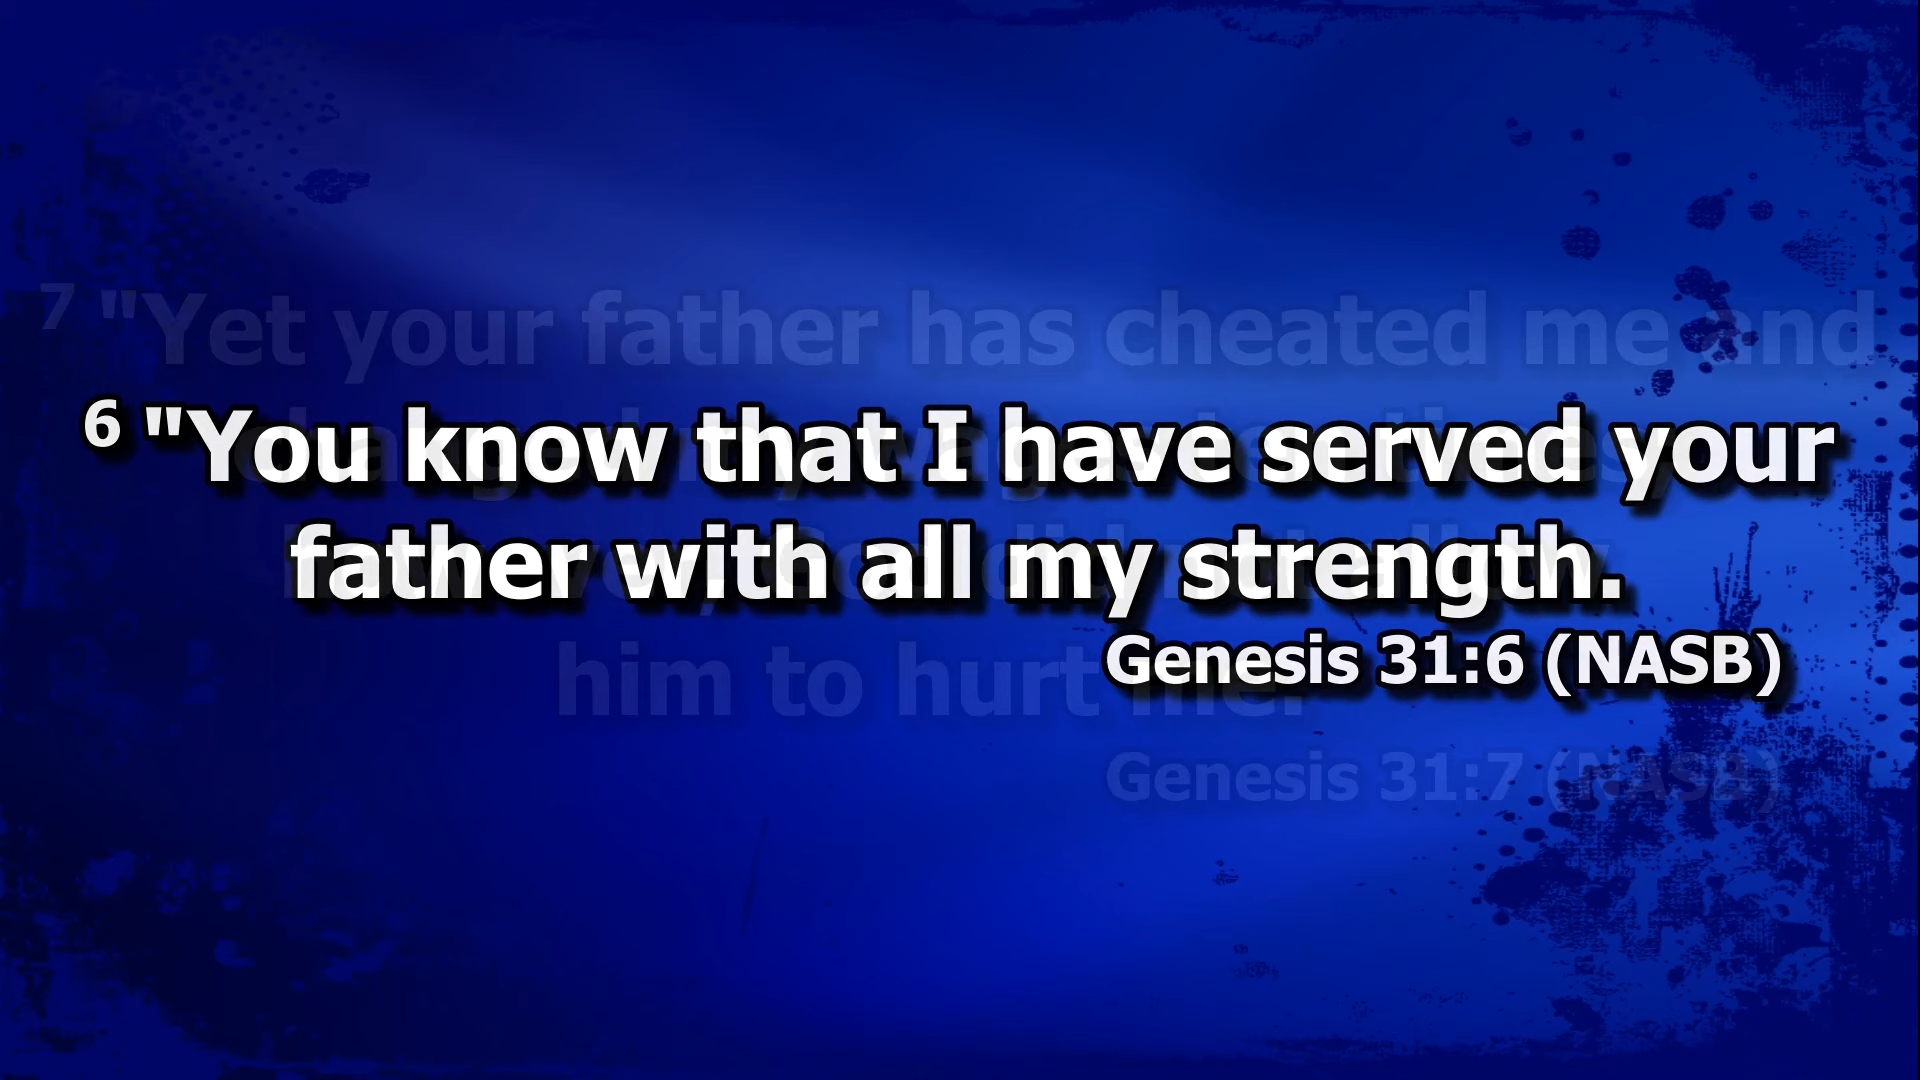 7 "Yet your father has cheated me and
6 "You know that I have served your
father with all my strength.
Genesis 31:6 (NASB)
him to hurt me.
Genesis 31:7 (NASB)